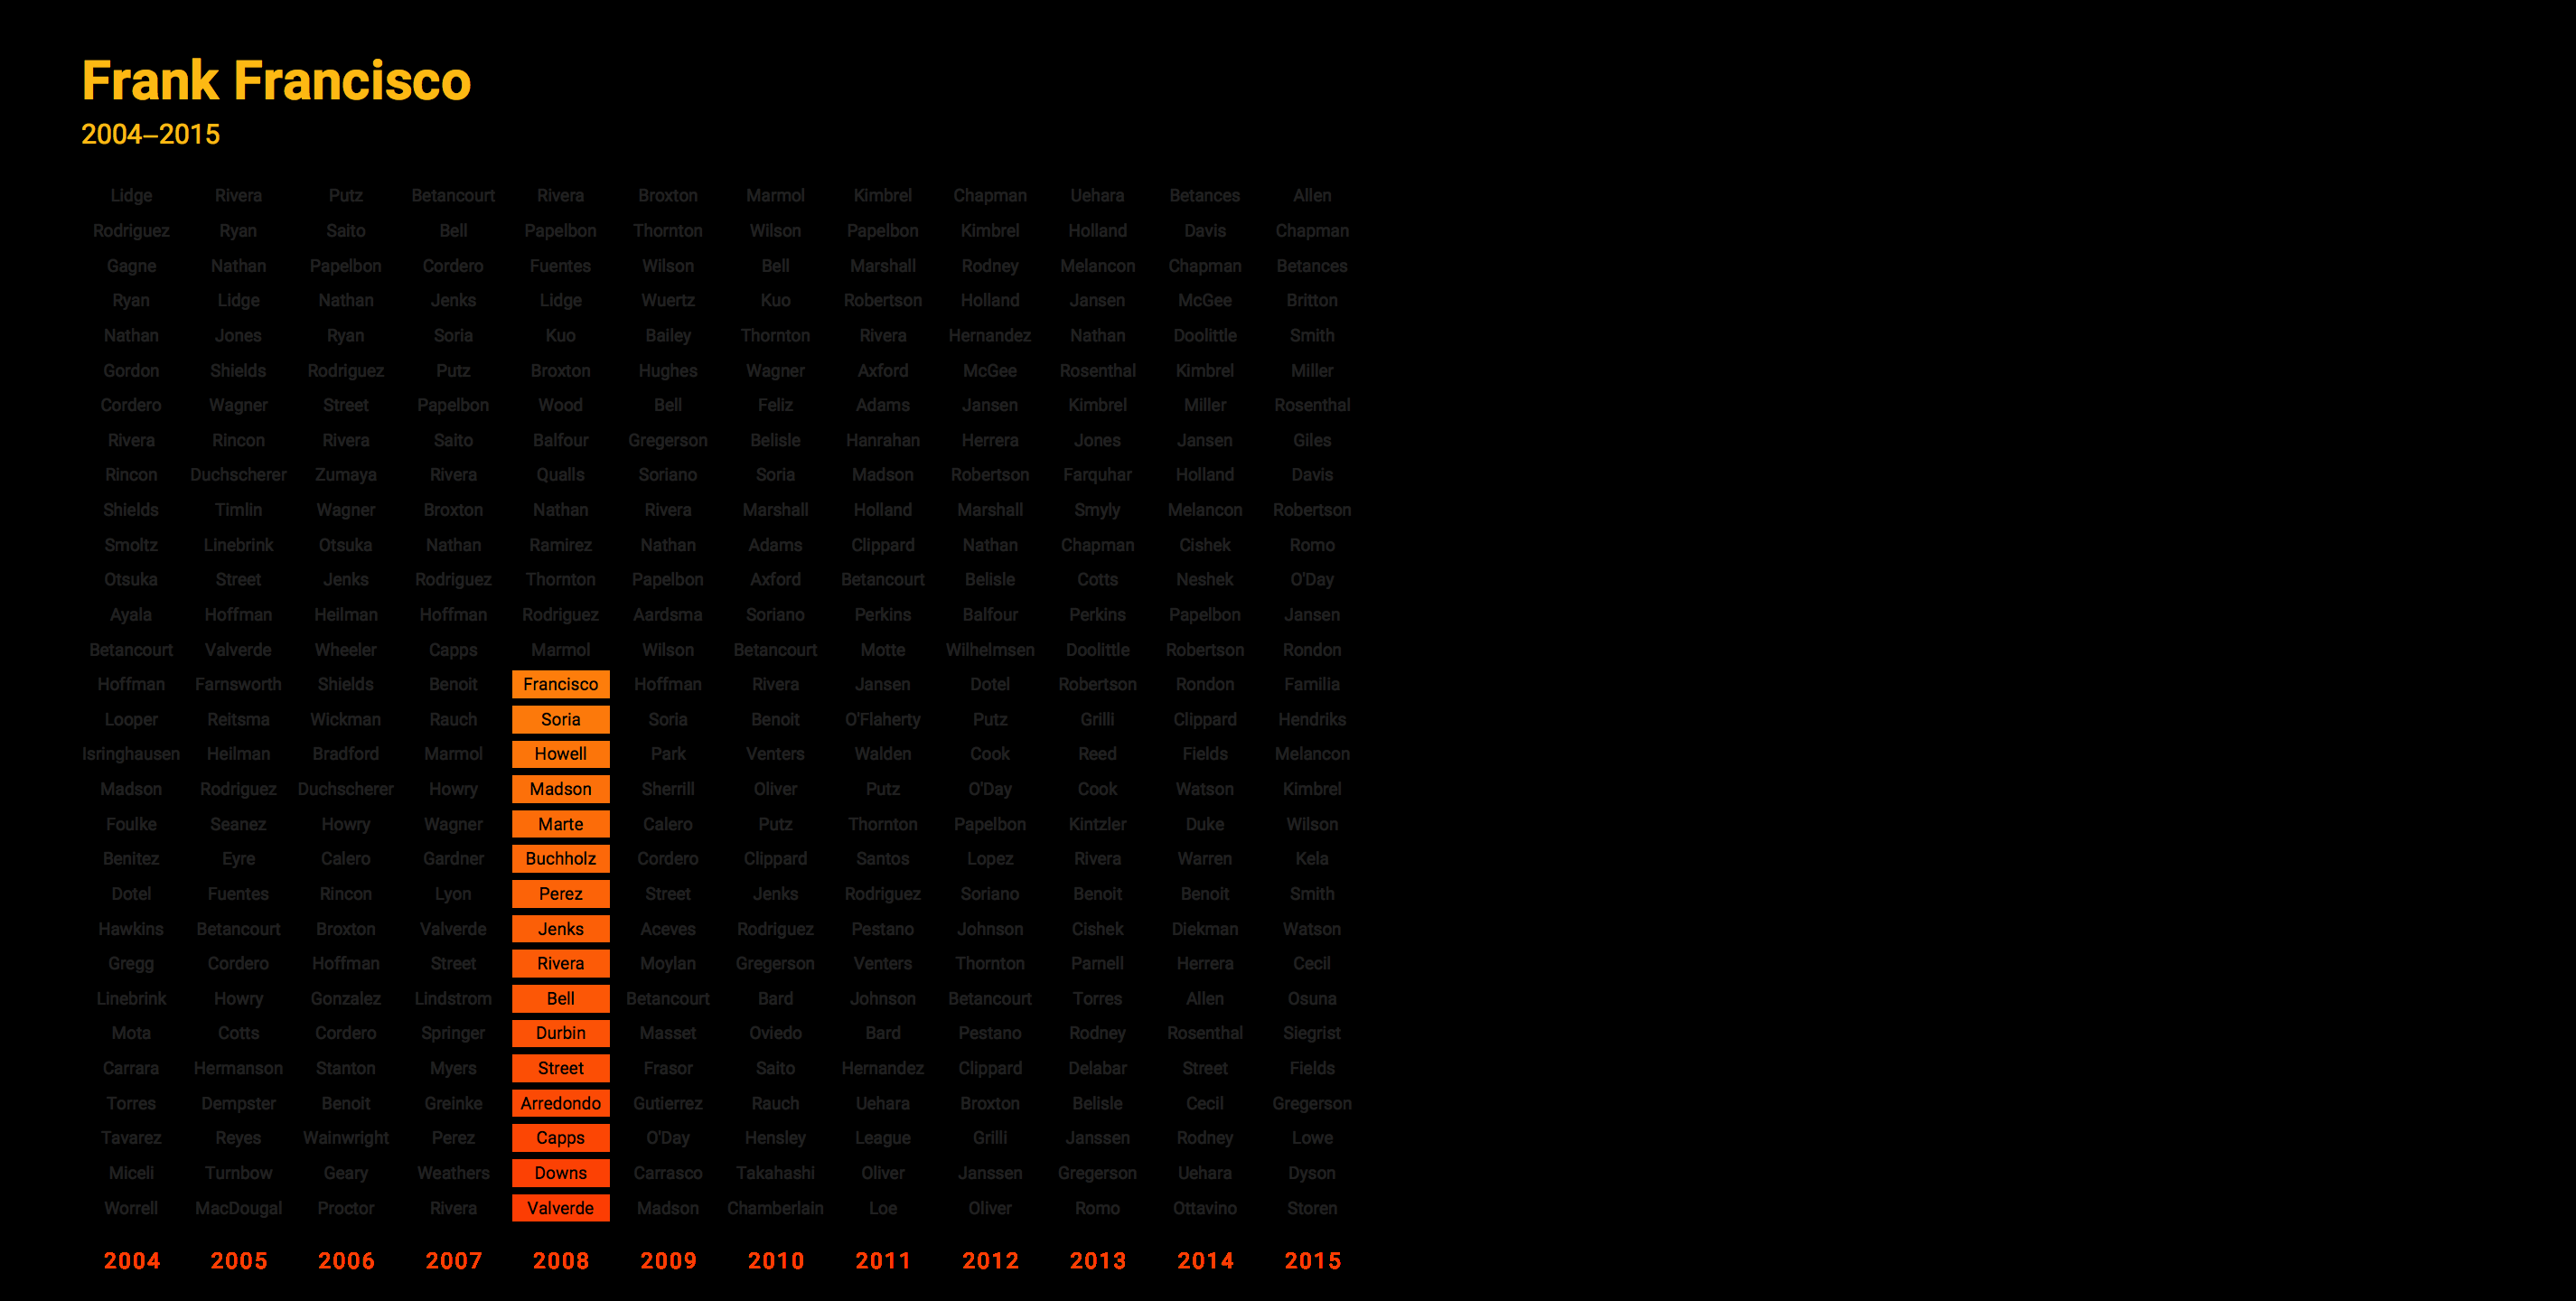 Frank Francisco
2004–2015
Lidge Rivera Putz Betancourt Rivera Broxton Marmol Kimbrel Chapman Uehara Betances Allen
Rodriguez Ryan Saito Bell Papelbon Thornton Wilson Papelbon Kimbrel Holland Davis Chapman
Gagne Nathan Papelbon Cordero Fuentes Wilson Bell Marshall Rodney Melancon Chapman Betances
Ryan Lidge Nathan Jenks Lidge Wuertz Kuo Robertson Holland Jansen McGee Britton
Nathan Jones Ryan Soria Kuo Bailey Thornton Rivera Hernandez Nathan Doolittle Smith
Gordon Shields Rodriguez Putz Broxton Hughes Wagner Axford McGee Rosenthal Kimbrel Miller
Cordero Wagner Street Papelbon Wood Bell Feliz Adams Jansen Kimbrel Miller Rosenthal
Rivera Rincon Rivera Saito Balfour Gregerson Belisle Hanrahan Herrera Jones Jansen Giles
Rincon Duchscherer Zumaya Rivera Qualls Soriano Soria Madson Robertson Farquhar Holland Davis
Shields Timlin Wagner Broxton Nathan Rivera Marshall Holland Marshall Smyly Melancon Robertson
Smoltz Linebrink Otsuka Nathan Ramirez Nathan Adams Clippard Nathan Chapman Cishek Romo
Otsuka Street Jenks Rodriguez Thornton Papelbon Axford Betancourt Belisle Cotts Neshek O'Day
Ayala Hoffman Heilman Hoffman Rodriguez Aardsma Soriano Perkins Balfour Perkins Papelbon Jansen
Betancourt Valverde Wheeler Capps Marmol Wilson Betancourt Motte Wilhelmsen Doolittle Robertson Rondon
Hoffman Farnsworth Shields Benoit Francisco Hoffman Rivera Jansen Dotel Robertson Rondon Familia
Looper Reitsma Wickman Rauch Soria Soria Benoit O'Flaherty Putz Grilli Clippard Hendriks
Isringhausen Heilman Bradford Marmol Howell Park Venters Walden Cook Reed Fields Melancon
Madson Rodriguez Duchscherer Howry Madson Sherrill Oliver Putz O'Day Cook Watson Kimbrel
Foulke Seanez Howry Wagner Marte Calero Putz Thornton Papelbon Kintzler Duke Wilson
Benitez Eyre Calero Gardner Buchholz Cordero Clippard Santos Lopez Rivera Warren Kela
Dotel Fuentes Rincon Lyon Perez Street Jenks Rodriguez Soriano Benoit Benoit Smith
Hawkins Betancourt Broxton Valverde Jenks Aceves Rodriguez Pestano Johnson Cishek Diekman Watson
Gregg Cordero Hoffman Street Rivera Moylan Gregerson Venters Thornton Parnell Herrera Cecil
Linebrink Howry Gonzalez Lindstrom Bell Betancourt Bard Johnson Betancourt Torres Allen Osuna
Mota Cotts Cordero Springer Durbin Masset Oviedo Bard Pestano Rodney Rosenthal Siegrist
Carrara Hermanson Stanton Myers Street Frasor Saito Hernandez Clippard Delabar Street Fields
Torres Dempster Benoit Greinke Arredondo Gutierrez Rauch Uehara Broxton Belisle Cecil Gregerson
Tavarez Reyes Wainwright Perez Capps O'Day Hensley League Grilli Janssen Rodney Lowe
Miceli Turnbow Geary Weathers Downs Carrasco Takahashi Oliver Janssen Gregerson Uehara Dyson
Worrell MacDougal Proctor Rivera Valverde Madson Chamberlain Loe Oliver Romo Ottavino Storen
2004 2005 2006 2007 2008 2009 2010 2011 2012 2013 2014 2015